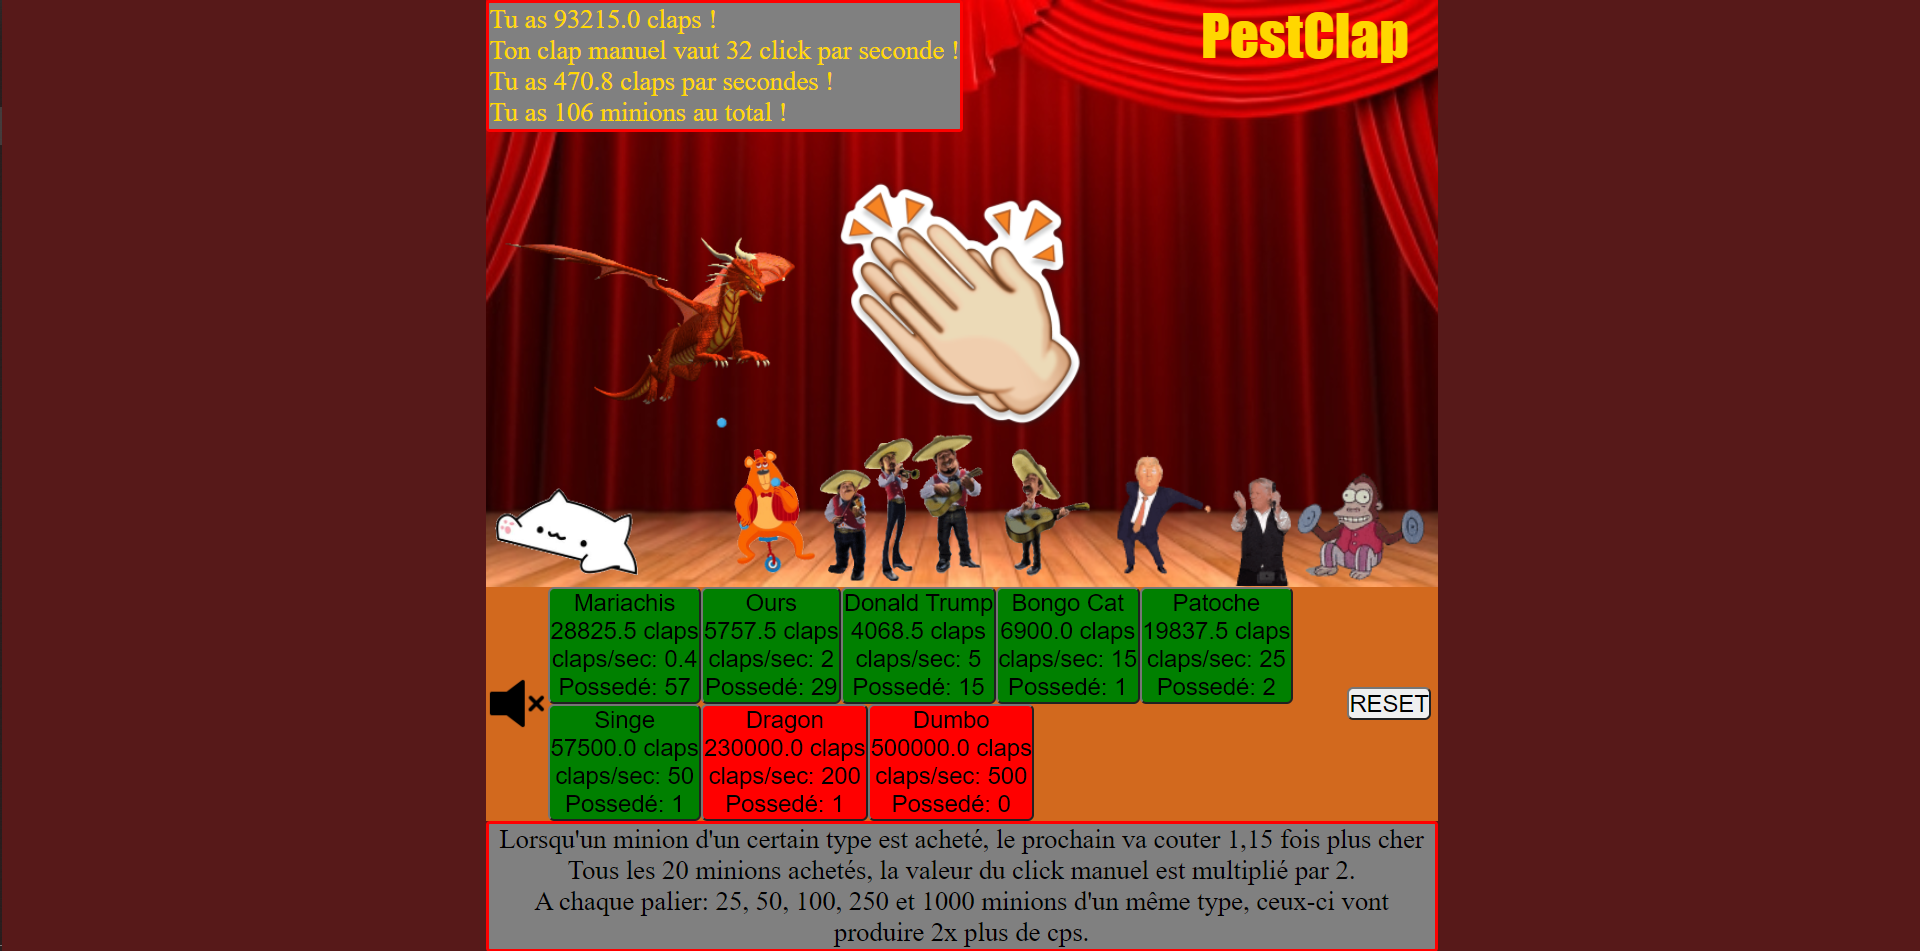 Tu as 93215.0 claps !
Ton clap manuel vaut 32 click par seconde !
Tu as 470.8 claps par secondes !
Tu as 106 minions au total !
PestClap
Mariachis
28825.5 claps
claps/sec: 0.4
Possedé: 57
Ours
5757.5 claps
claps/sec: 2
Possedé: 29
Donald Trump
4068.5 claps
claps/sec: 5
Possedé: 15
Bongo Cat
6900.0 claps
claps/sec: 15
Possedé: 1
Patoche
19837.5 claps
claps/sec: 25
Possedé: 2
Singe
57500.0 claps
claps/sec: 50
Possedé: 1
Dragon
230000.0 claps
claps/sec: 200
Possedé: 1
Dumbo
500000.0 claps
claps/sec: 500
Possedé: 0
RESET
Lorsqu'un minion d'un certain type est acheté, le prochain va couter 1,15 fois plus cher
Tous les 20 minions achetés, la valeur du click manuel est multiplié par 2.
A chaque palier: 25, 50, 100, 250 et 1000 minions d'un même type, ceux-ci vont
produire 2x plus de cps.